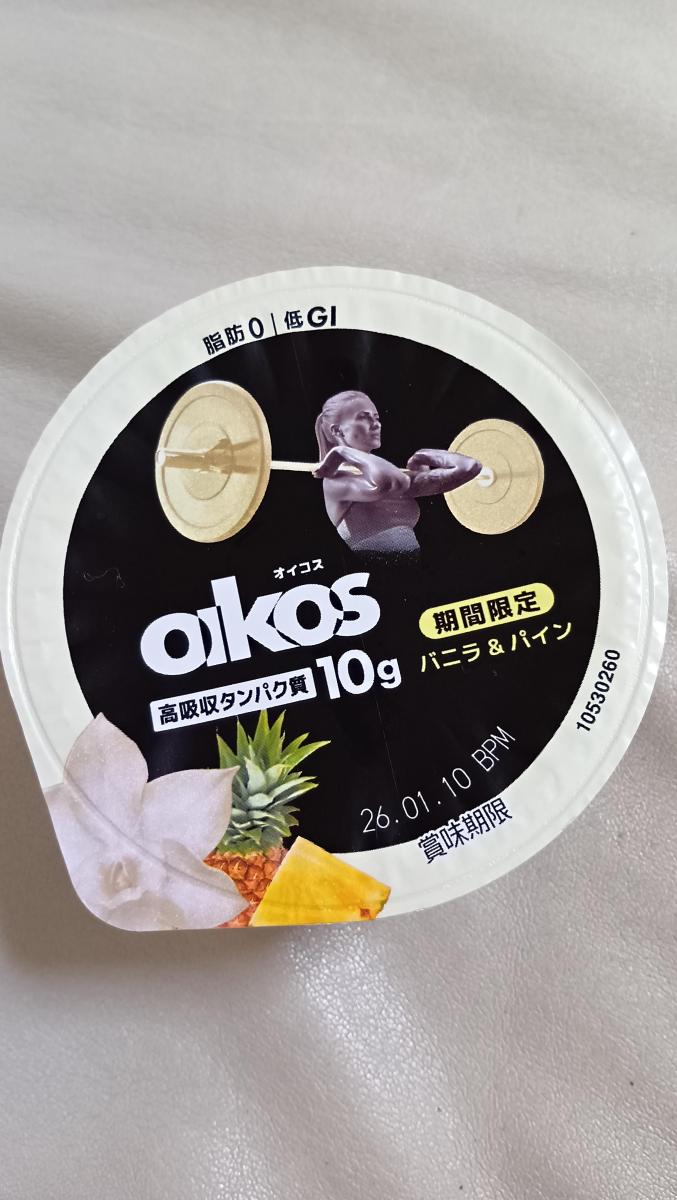 脂肪0|低GI
オイコス
oikos
高吸収タンパク質 10g
期間限定
バニラ&パイン
10530260
26.01.10 BPM
賞味期限